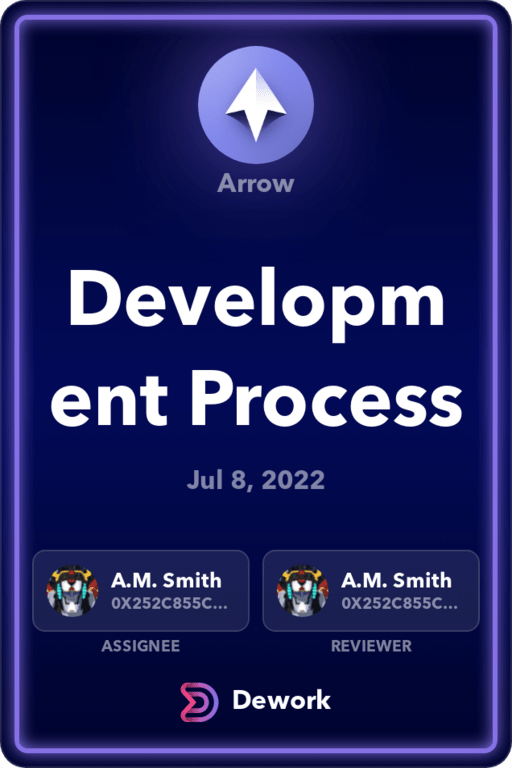 Arrow
Developm
ent Process
Jul 8, 2022
A.M. Smith
0X252C855C...
ASSIGNEE
A.M. Smith
0X252C855C...
REVIEWER
Dework